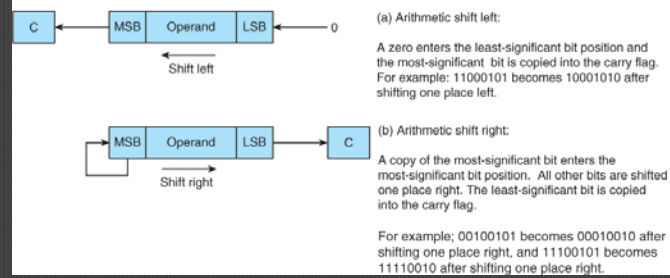 C
MSB Operand LSB
0
Shift left
(a) Arithmetic shift left:
A zero enters the least-significant bit position and
the most-significant bit is copied into the carry flag.
For example: 11000101 becomes 10001010 after
shifting one place left.
MSB Operand LSB
C
Shift right
(b) Arithmetic shift right:
A copy of the most-significant bit enters the
most-significant bit position. All other bits are shifted
one place right. The least-significant bit is copied
into the carry flag.
For example; 00100101 becomes 00010010 after
shifting one place right, and 11100101 becomes
11110010 after shifting one place right.